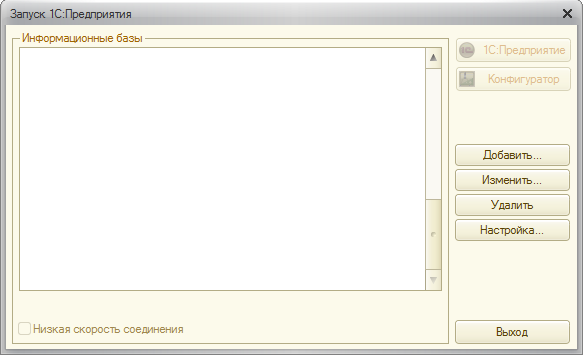 Запуск 1С:Предприятия
Информационные базы
1С:Предприятие
Конфигуратор
Добавить...
Изменить...
Удалить
Настройка...
Низкая скорость соединения
Выход